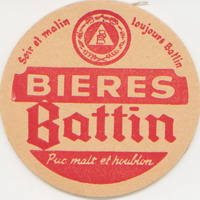 Soir et matin toujours Battin
BIERES
Battin
Pur malt et houblon